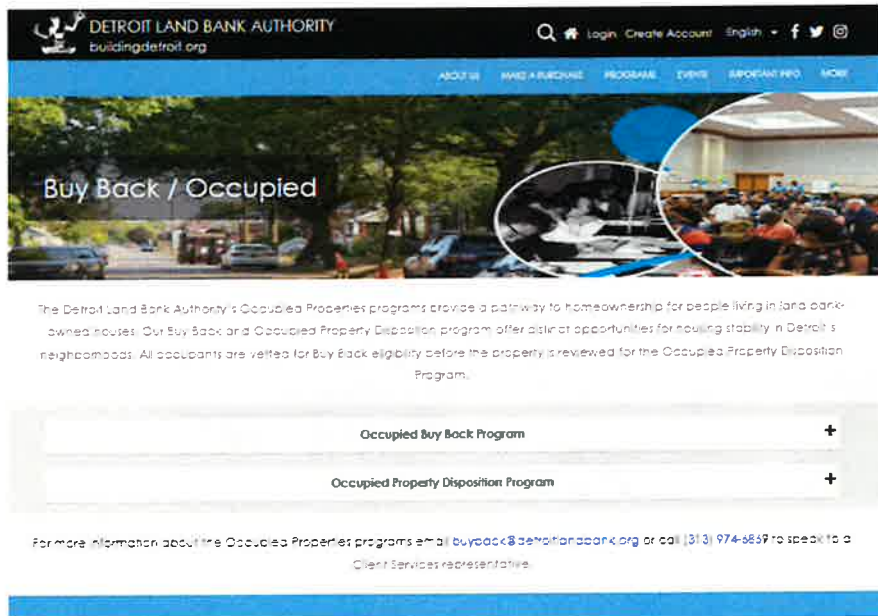 DETROIT LAND BANK AUTHORITY
buildingdetroit.org
Login Create Account English
ABOUT US MAKE A PURCHASE PROGRAMS EVENTS IMPORTANT INFO MORE
Buy Back / Occupied
The Detroit Land Bank Authority's Occupied Properties programs provide a pathway to homeownership for people living in land bank-
owned houses. Our Buy Back and Occupied Property Disposition program offer distinct opportunities for housing stability in Detroit's
neighborhoods. All occupants are vetted for Buy Back eligibility before the property is reviewed for the Occupied Property Disposition
Program.
Occupied Buy Back Program +
Occupied Property Disposition Program +
For more information about the Occupied Properties programs email buyback@detroitlandbank.org or call (313) 974-6869 to speak to a
Client Services representative.